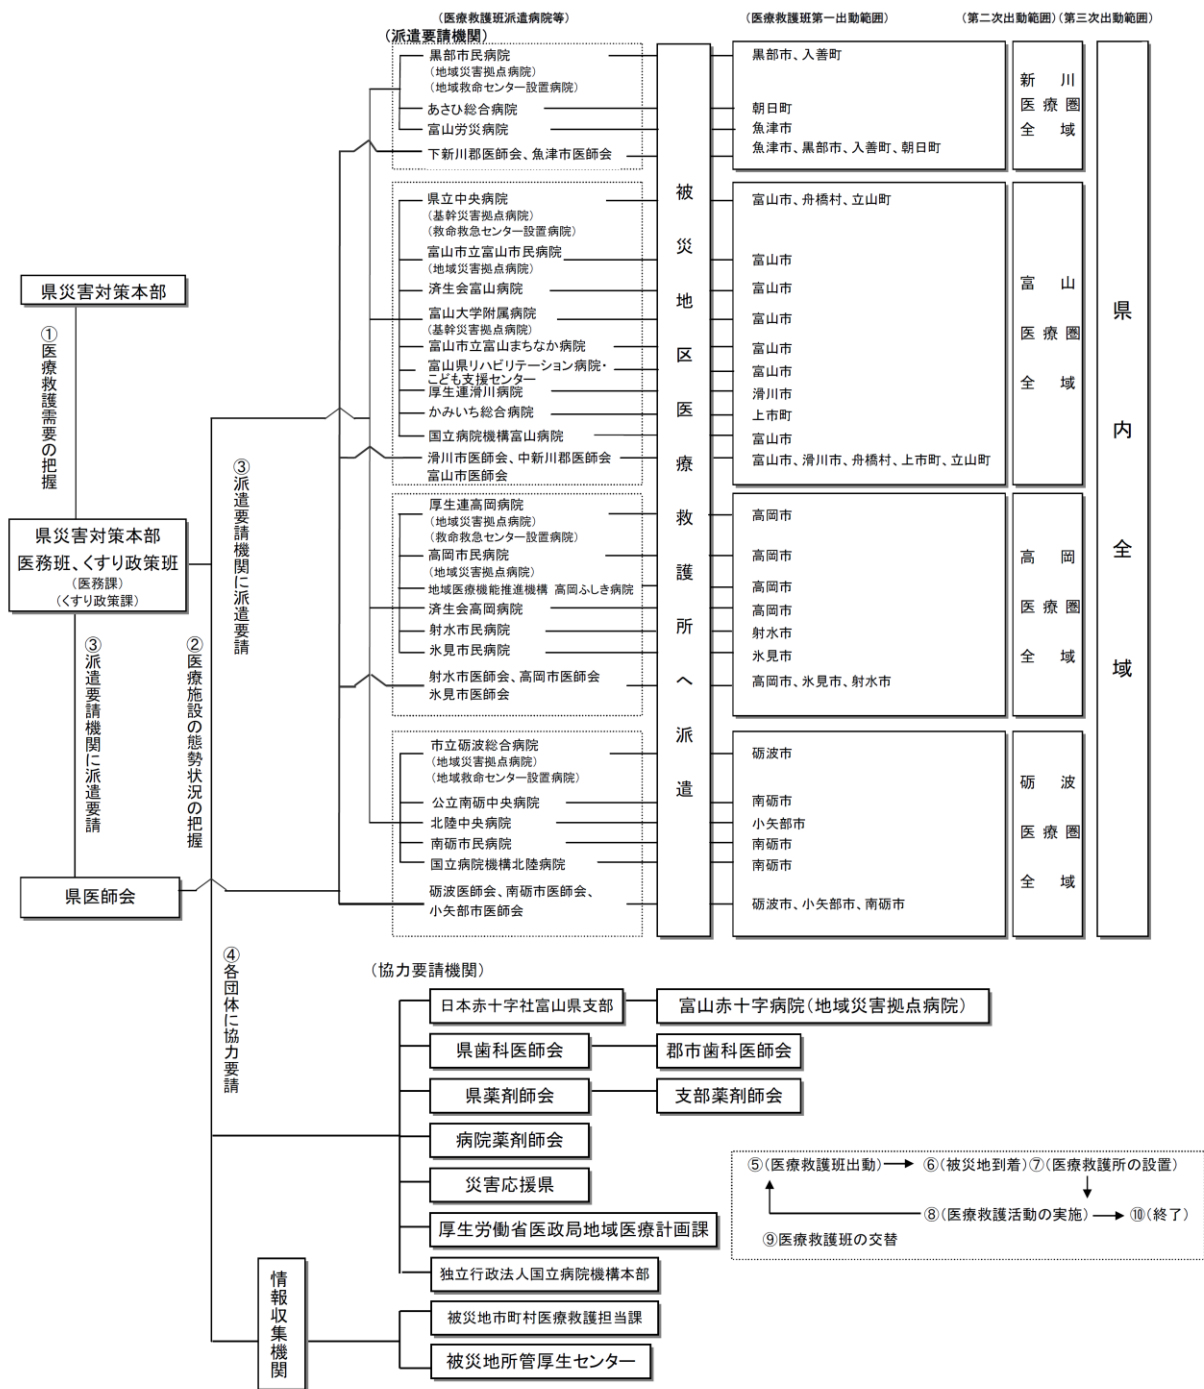 （医療救護班派遣病院等）
（医療救護班第一出動範囲）
（第二次出動範囲）
（第三次出動範囲）
（派遣要請機関）
黒部市民病院
（地域災害拠点病院）
（地域救命センター設置病院）
あさひ総合病院
富山労災病院
下新川郡医師会、魚津市医師会
黒部市、入善町
朝日町
魚津市
魚津市、黒部市、入善町、朝日町
新川
医療圏
全域
県立中央病院
（基幹災害拠点病院）
（救命救急センター設置病院）
富山市立富山市民病院
（地域災害拠点病院）
済生会富山病院
富山大学附属病院
（基幹災害拠点病院）
富山市立富山まちなか病院
富山県リハビリテーション病院・
こども支援センター
厚生連滑川病院
かみいち総合病院
国立病院機構富山病院
滑川市医師会、中新川郡医師会
富山市医師会
富山市、舟橋村、立山町
富山市
富山市
富山市
富山市
富山市
滑川市
上市町
富山市
富山市、滑川市、舟橋村、上市町、立山町
富山
医療圏
全域
厚生連高岡病院
（地域災害拠点病院）
（救命救急センター設置病院）
高岡市民病院
（地域災害拠点病院）
地域医療機能推進機構 高岡ふしき病院
済生会高岡病院
射水市民病院
氷見市民病院
射水市医師会、高岡市医師会
氷見市医師会
高岡市
高岡市
高岡市
高岡市
射水市
氷見市
高岡市、氷見市、射水市
高岡
医療圏
全域
市立砺波総合病院
（地域災害拠点病院）
（地域救命センター設置病院）
公立南砺中央病院
北陸中央病院
南砺市民病院
国立病院機構北陸病院
砺波医師会、南砺市医師会、
小矢部市医師会
砺波市
南砺市
小矢部市
南砺市
南砺市
砺波市、小矢部市、南砺市
砺波
医療圏
全域
被災地区医療救護所へ派遣
県内全域
県災害対策本部
①医療救護需要の把握
県災害対策本部
医務班、くすり政策班
（医務課）
（くすり政策課）
③派遣要請機関に派遣要請
②医療施設の態勢状況の把握
③派遣要請機関に派遣要請
県医師会
④各団体に協力要請
（協力要請機関）
日本赤十字社富山県支部
富山赤十字病院（地域災害拠点病院）
県歯科医師会
郡市歯科医師会
県薬剤師会
支部薬剤師会
病院薬剤師会
災害応援県
厚生労働省医政局地域医療計画課
独立行政法人国立病院機構本部
情報収集機関
被災地市町村医療救護担当課
被災地所管厚生センター
⑤（医療救護班出動）
⑥（被災地到着）⑦（医療救護所の設置）
⑧（医療救護活動の実施）
⑩（終了）
⑨医療救護班の交替